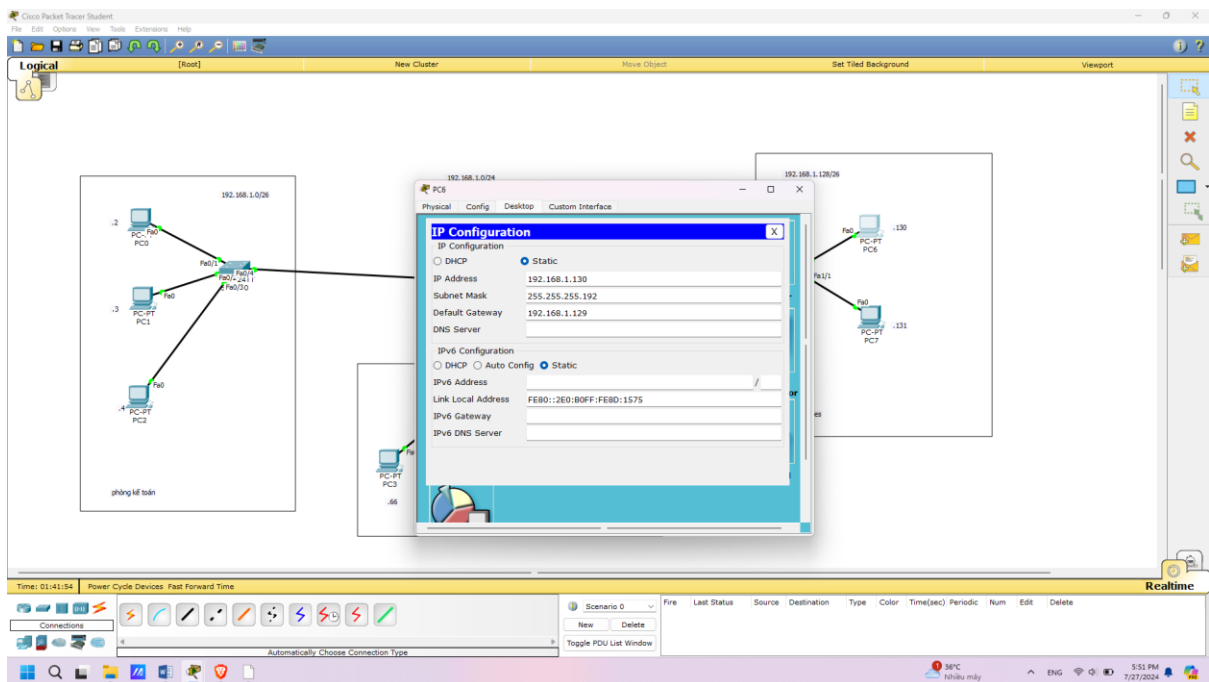 Cisco Packet Tracer Student
File Edit Options View Tools Extensions Help
Logical [Root] New Cluster Move Object Set Tiled Background Viewport
192.168.1.0/26
.2
Fa0
PC0
Fa0/1
Fa0/4
Fa0
.3
PC-PT
PC1
Fa0
.4
PC-PT
PC2
phòng kế toán
192.168.1.0/24
PC-PT
PC3
.66
192.168.1.128/26
Fa0
.130
PC-PT
PC6
Fa1/1
Fa0
.131
PC-PT
PC7
PC6
Physical Config Desktop Custom Interface
IP Configuration X
IP Configuration
DHCP Static
IP Address 192.168.1.130
Subnet Mask 255.255.255.192
Default Gateway 192.168.1.129
DNS Server
IPv6 Configuration
DHCP Auto Config Static
IPv6 Address /
Link Local Address FE80::2E0:B0FF:FE8D:1575
IPv6 Gateway
IPv6 DNS Server
Time: 01:41:54 Power Cycle Devices Fast Forward Time Realtime
Connections
Automatically Choose Connection Type
Scenario 0
New Delete
Toggle PDU List Window
Fire Last Status Source Destination Type Color Time(sec) Periodic Num Edit Delete
36°C
Nhiều mây
ENG
5:51 PM
7/27/2024